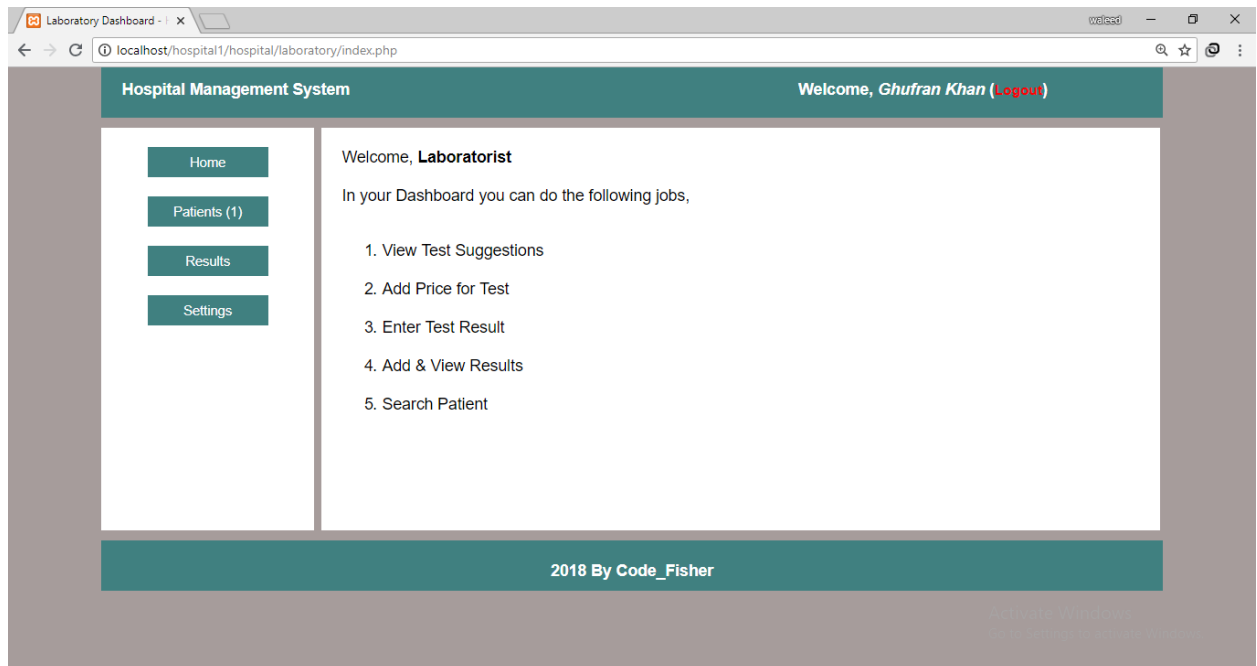 Laboratory Dashboard -
waleed
localhost/hospital1/hospital/laboratory/index.php
Hospital Management System
Welcome, Ghufran Khan (Logout)
Home
Patients (1)
Results
Settings
Welcome, Laboratorist
In your Dashboard you can do the following jobs,
1. View Test Suggestions
2. Add Price for Test
3. Enter Test Result
4. Add & View Results
5. Search Patient
2018 By Code_Fisher
Activate Windows